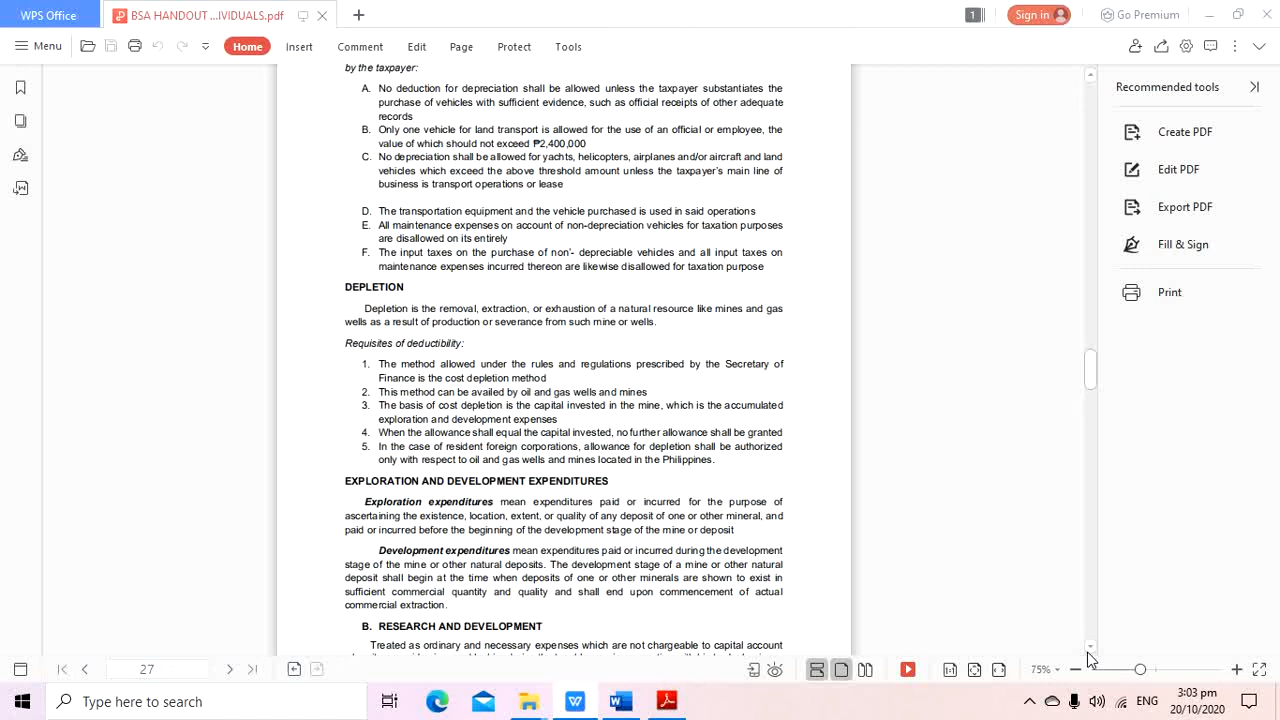 WPS Office
BSA HANDOUT ...IVIDUALS.pdf
1
Sign in
Go Premium
Menu
Home
Insert
Comment
Edit
Page
Protect
Tools
by the taxpayer:
A. No deduction for depreciation shall be allowed unless the taxpayer substantiates the
purchase of vehicles with sufficient evidence, such as official receipts of other adequate
records
B. Only one vehicle for land transport is allowed for the use of an official or employee, the
value of which should not exceed ₱2,400,000
C. No depreciation shall be allowed for yachts, helicopters, airplanes and/or aircraft and land
vehicles which exceed the above threshold amount unless the taxpayer's main line of
business is transport operations or lease
D. The transportation equipment and the vehicle purchased is used in said operations
E. All maintenance expenses on account of non-depreciation vehicles for taxation purposes
are disallowed on its entirely
F. The input taxes on the purchase of non'- depreciable vehicles and all input taxes on
maintenance expenses incurred thereon are likewise disallowed for taxation purpose
DEPLETION
Depletion is the removal, extraction, or exhaustion of a natural resource like mines and gas
wells as a result of production or severance from such mine or wells.
Requisites of deductibility:
1. The method allowed under the rules and regulations prescribed by the Secretary of
Finance is the cost depletion method
2. This method can be availed by oil and gas wells and mines
3. The basis of cost depletion is the capital invested in the mine, which is the accumulated
exploration and development expenses
4. When the allowance shall equal the capital invested, no further allowance shall be granted
5. In the case of resident foreign corporations, allowance for depletion shall be authorized
only with respect to oil and gas wells and mines located in the Philippines.
EXPLORATION AND DEVELOPMENT EXPENDITURES
Exploration expenditures mean expenditures paid or incurred for the purpose of
ascertaining the existence, location, extent, or quality of any deposit of one or other mineral, and
paid or incurred before the beginning of the development stage of the mine or deposit
Development expenditures mean expenditures paid or incurred during the development
stage of the mine or other natural deposits. The development stage of a mine or other natural
deposit shall begin at the time when deposits of one or other minerals are shown to exist in
sufficient commercial quantity and quality and shall end upon commencement of actual
commercial extraction.
B. RESEARCH AND DEVELOPMENT
Treated as ordinary and necessary expenses which are not chargeable to capital account
Recommended tools
Create PDF
Edit PDF
Export PDF
Fill & Sign
Print
27
75%
Type here to search
ENG
3:03 pm
20/10/2020